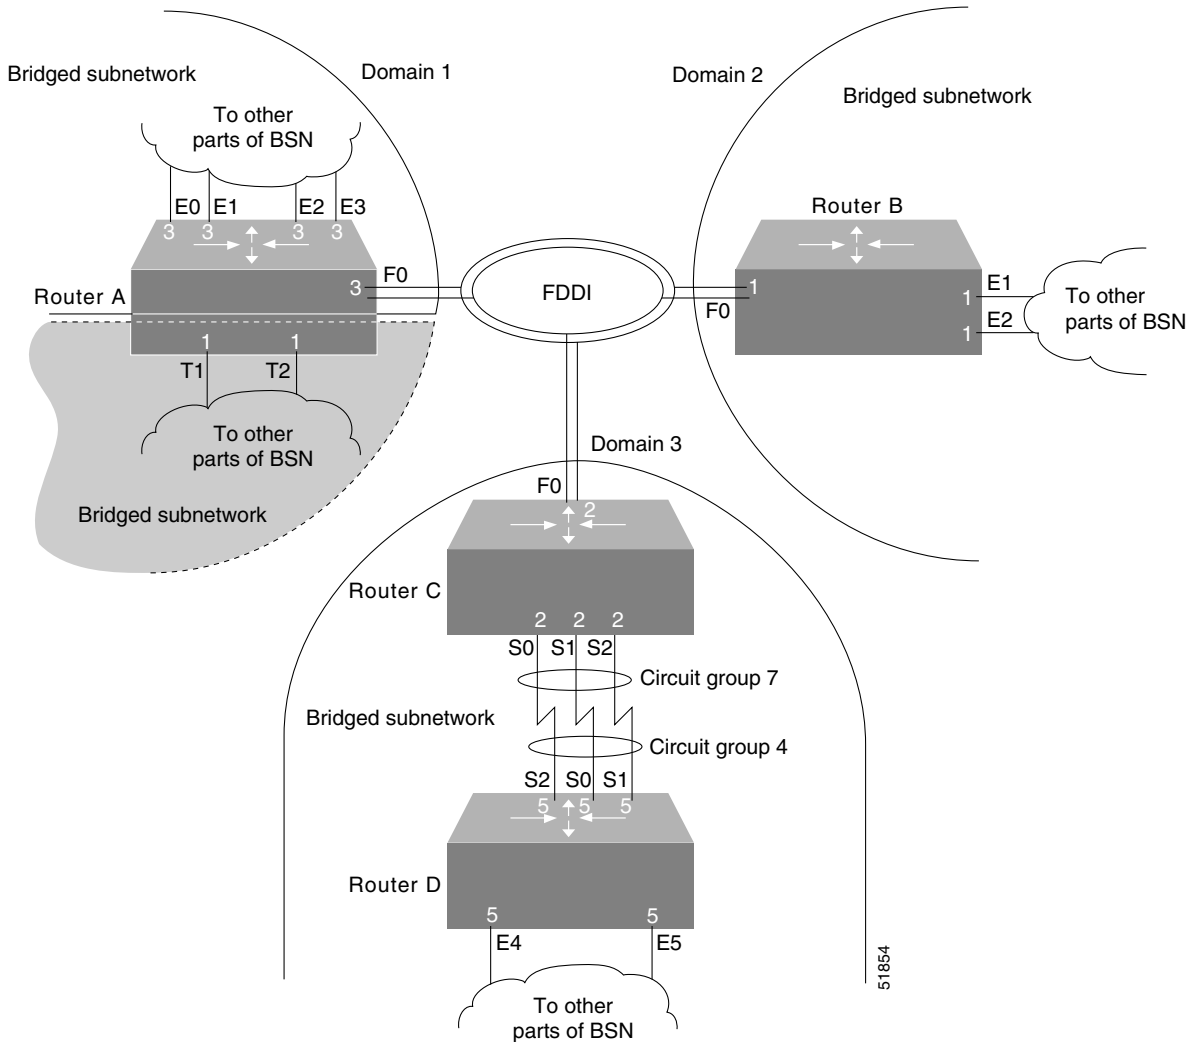 Bridged subnetwork
Domain 1
To other
parts of BSN
E0 E1 E2 E3
3 3 3 3
Router A
3 F0
1 1
T1 T2
To other
parts of BSN
Bridged subnetwork
FDDI
Domain 2
Bridged subnetwork
Router B
1
F0
1 E1
1 E2
To other
parts of BSN
Domain 3
F0
2
Router C
2 2 2
S0 S1 S2
Circuit group 7
Bridged subnetwork
Circuit group 4
S2 S0 S1
5 5 5
Router D
5 5
E4 E5
To other
parts of BSN
51854